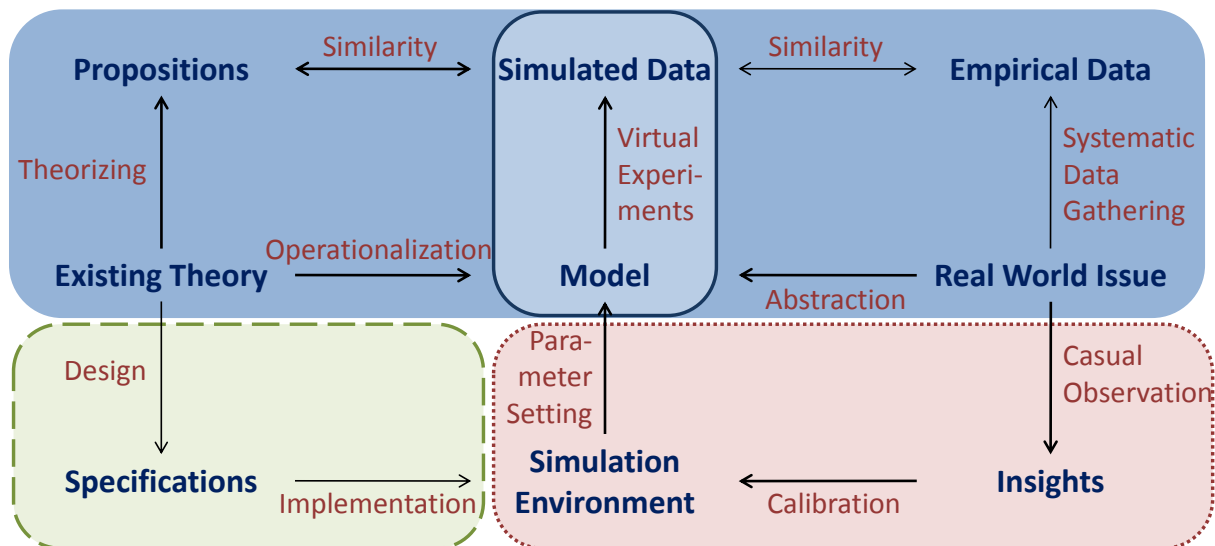 Similarity
Similarity
Propositions
Simulated Data
Empirical Data
Theorizing
Virtual
Experi-
ments
Systematic
Data
Gathering
Operationalization
Existing Theory
Model
Real World Issue
Abstraction
Design
Para-
meter
Setting
Casual
Observation
Specifications
Simulation
Environment
Insights
Implementation
Calibration